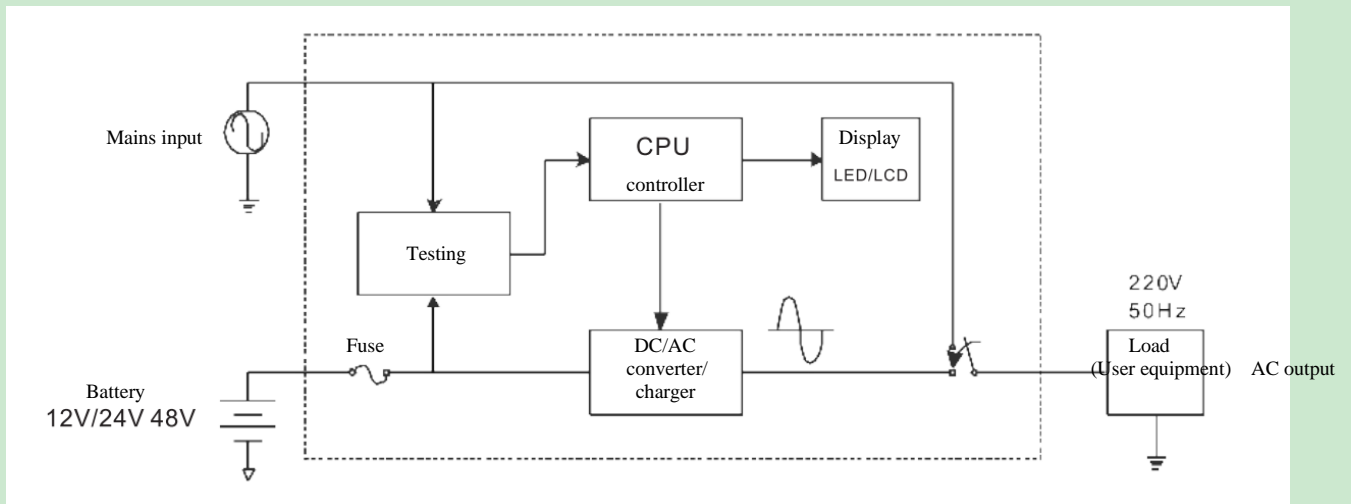 Mains input
CPU
controller
Display
LED/LCD
Testing
220V
50Hz
Fuse
DC/AC
converter/
charger
Load
(User equipment)
AC output
Battery
12V/24V 48V